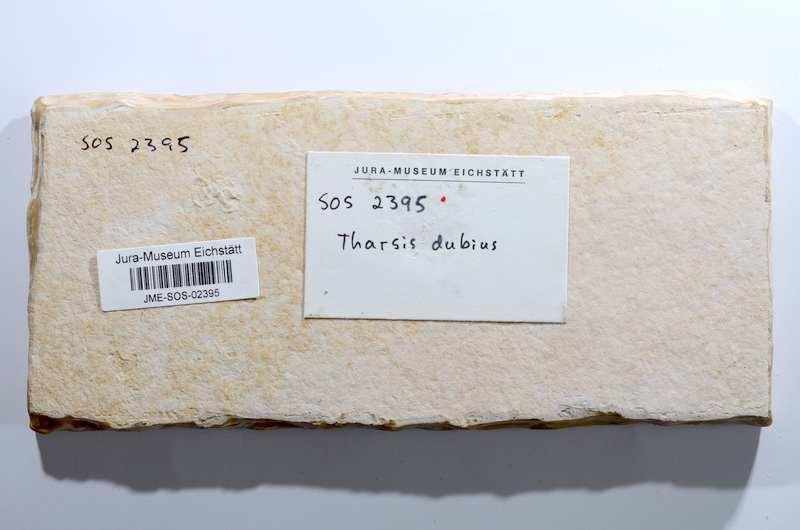 SOS 2395
JURA-MUSEUM EICHSTÄTT
SOS 2395
Tharsis dubius
Jura-Museum Eichstätt
JME-SOS-02395